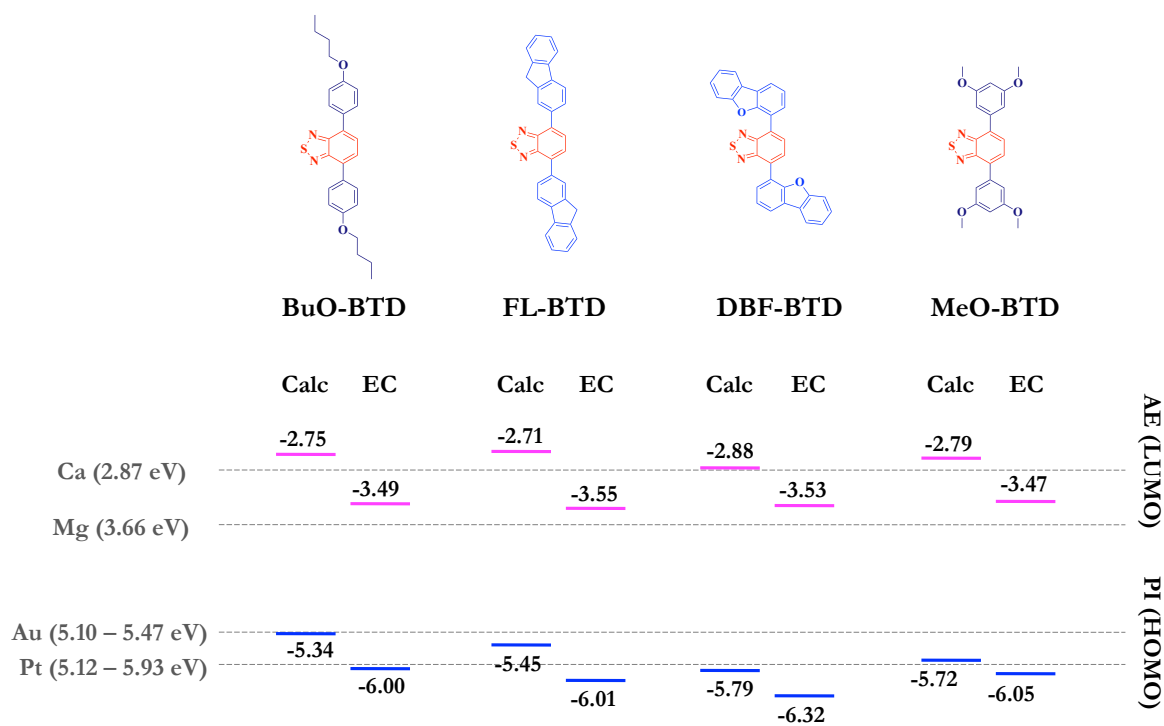 O
N
S
N
O
N
S
N
O
N
S
N
O
O
O
N
S
N
O
O
BuO-BTD FL-BTD DBF-BTD MeO-BTD
Calc EC Calc EC Calc EC Calc EC
-2.75 -2.71 -2.88 -2.79
Ca (2.87 eV)
-3.49 -3.55 -3.53 -3.47
Mg (3.66 eV)
AE (LUMO)
Au (5.10 – 5.47 eV)
-5.34 -5.45 -5.79 -5.72
Pt (5.12 – 5.93 eV)
-6.00 -6.01 -6.32 -6.05
PI (HOMO)